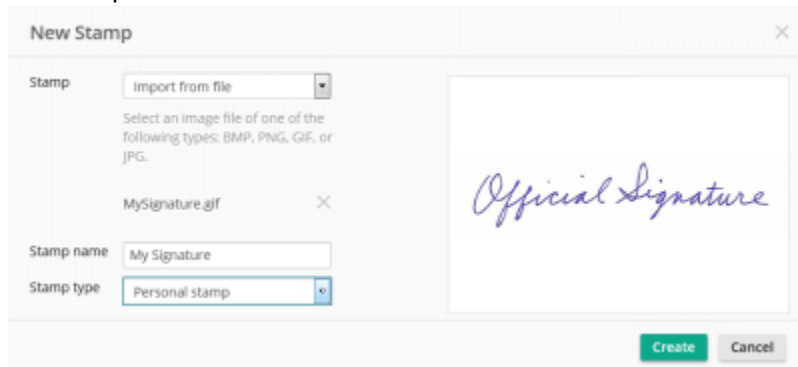 New Stamp
Stamp
Import from file
Select an image file of one of the
following types: BMP, PNG, GIF, or
JPG.
MySignature.gif
Stamp name
My Signature
Stamp type
Personal stamp
Official Signature
Create
Cancel